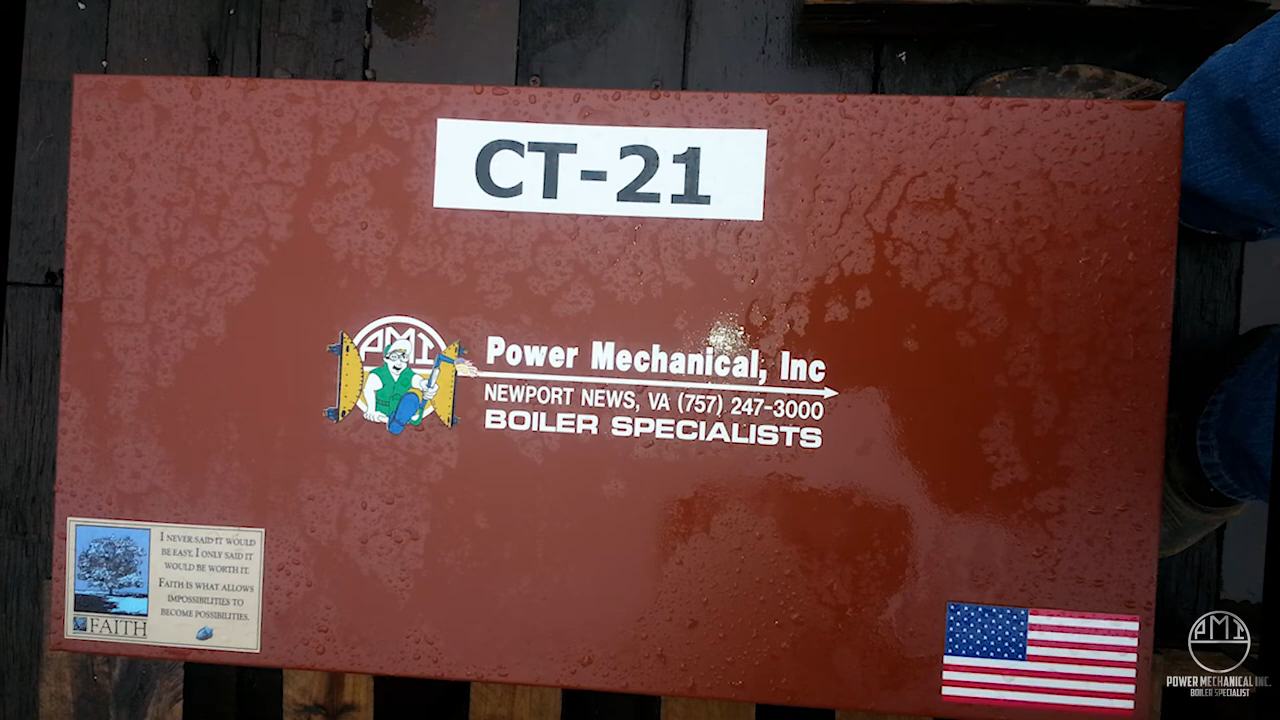 CT-21
PMI
Power Mechanical, Inc
NEWPORT NEWS, VA (757) 247-3000
BOILER SPECIALISTS
I NEVER SAID IT WOULD
BE EASY. I ONLY SAID IT
WOULD BE WORTH IT.
FAITH IS WHAT ALLOWS
IMPOSSIBILITIES TO
BECOME POSSIBILITIES.
FAITH
PMI
POWER MECHANICAL INC.
BOILER SPECIALIST